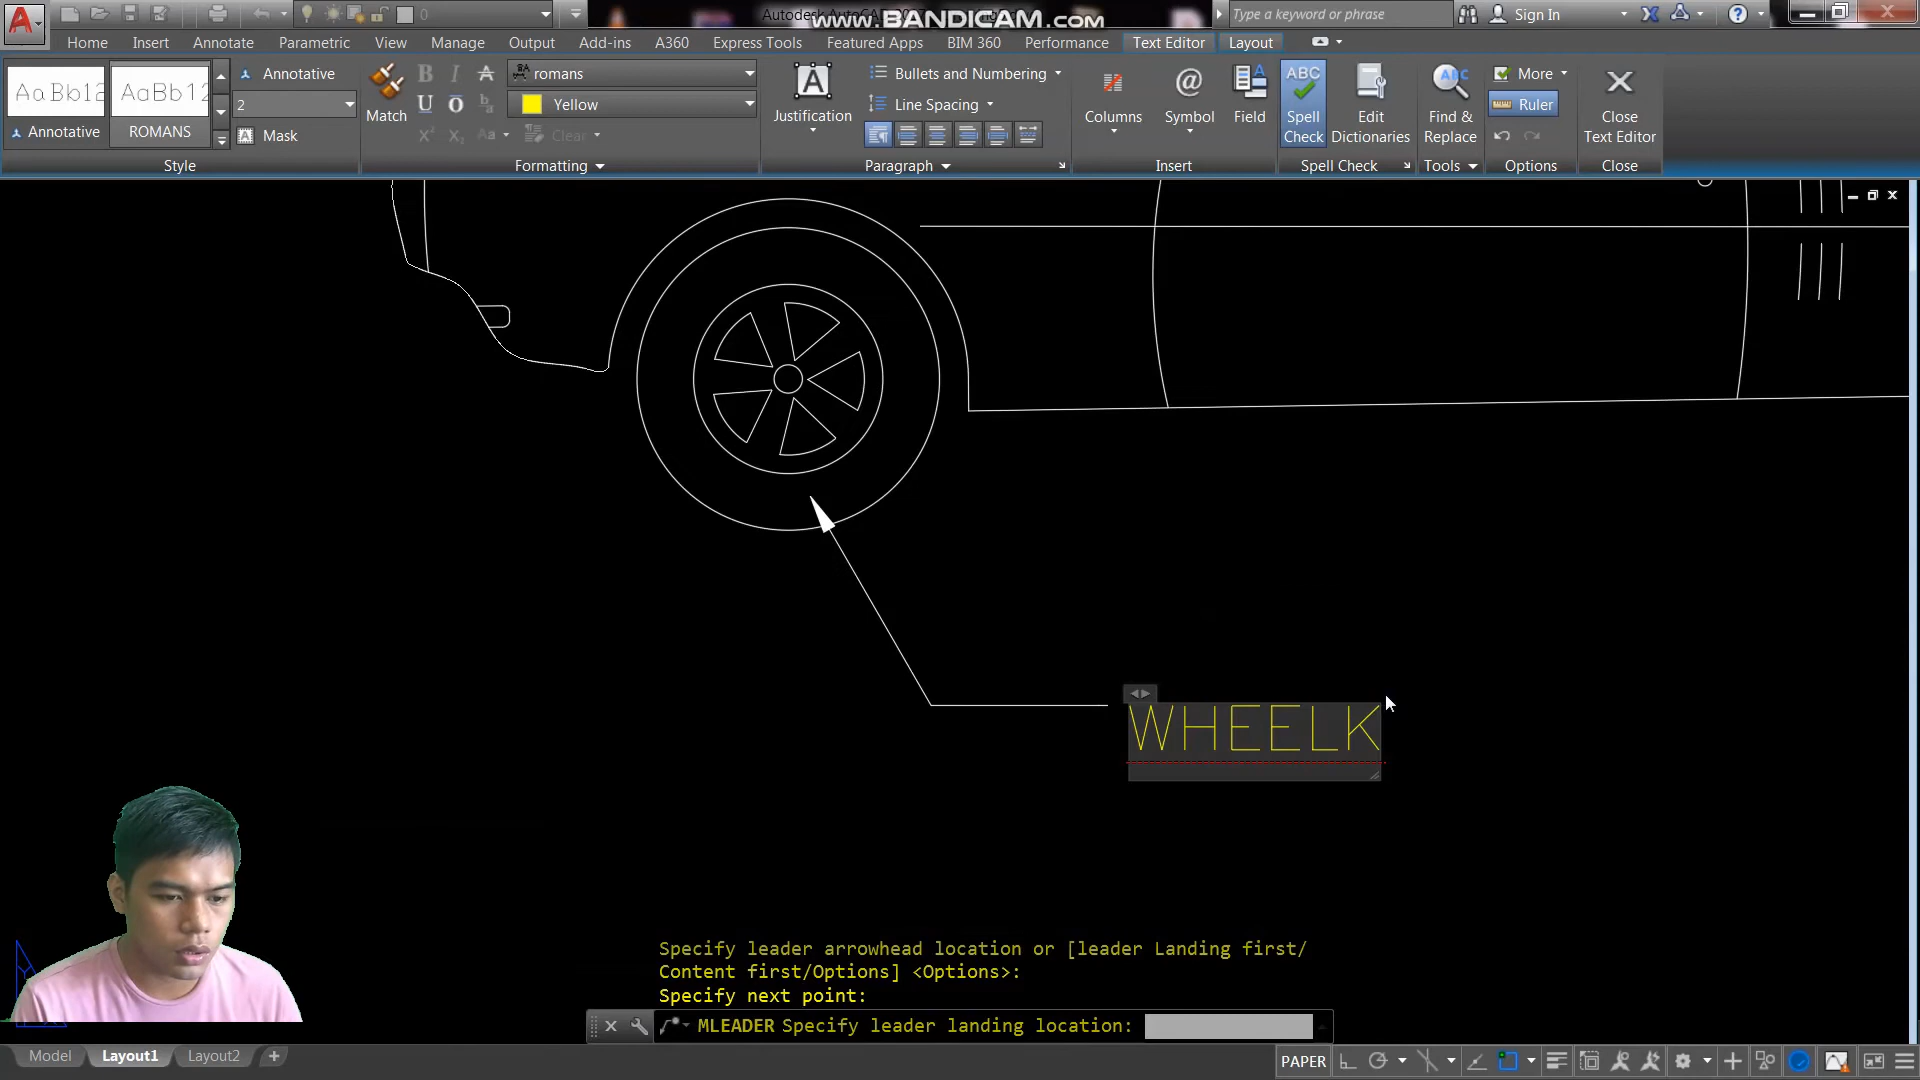 Autodesk AutoCAD
www.BANDICAM.com
0
Type a keyword or phrase
Sign In
Home Insert Annotate Parametric View Manage Output Add-ins A360 Express Tools Featured Apps BIM 360 Performance Text Editor Layout
AaBb12 AaBb12
Annotative ROMANS
Annotative
2
Mask
Style
Match
romans
Yellow
Clear
Formatting
Justification
Bullets and Numbering
Line Spacing
Paragraph
Columns
Symbol
Field
Insert
ABC
Spell
Check
Edit
Dictionaries
Spell Check
ABC
Find &
Replace
Tools
More
Ruler
Options
Close
Text Editor
Close
WHEELK
Specify leader arrowhead location or [leader Landing first/
Content first/Options] <Options>:
Specify next point:
MLEADER Specify leader landing location:
Model Layout1 Layout2
PAPER